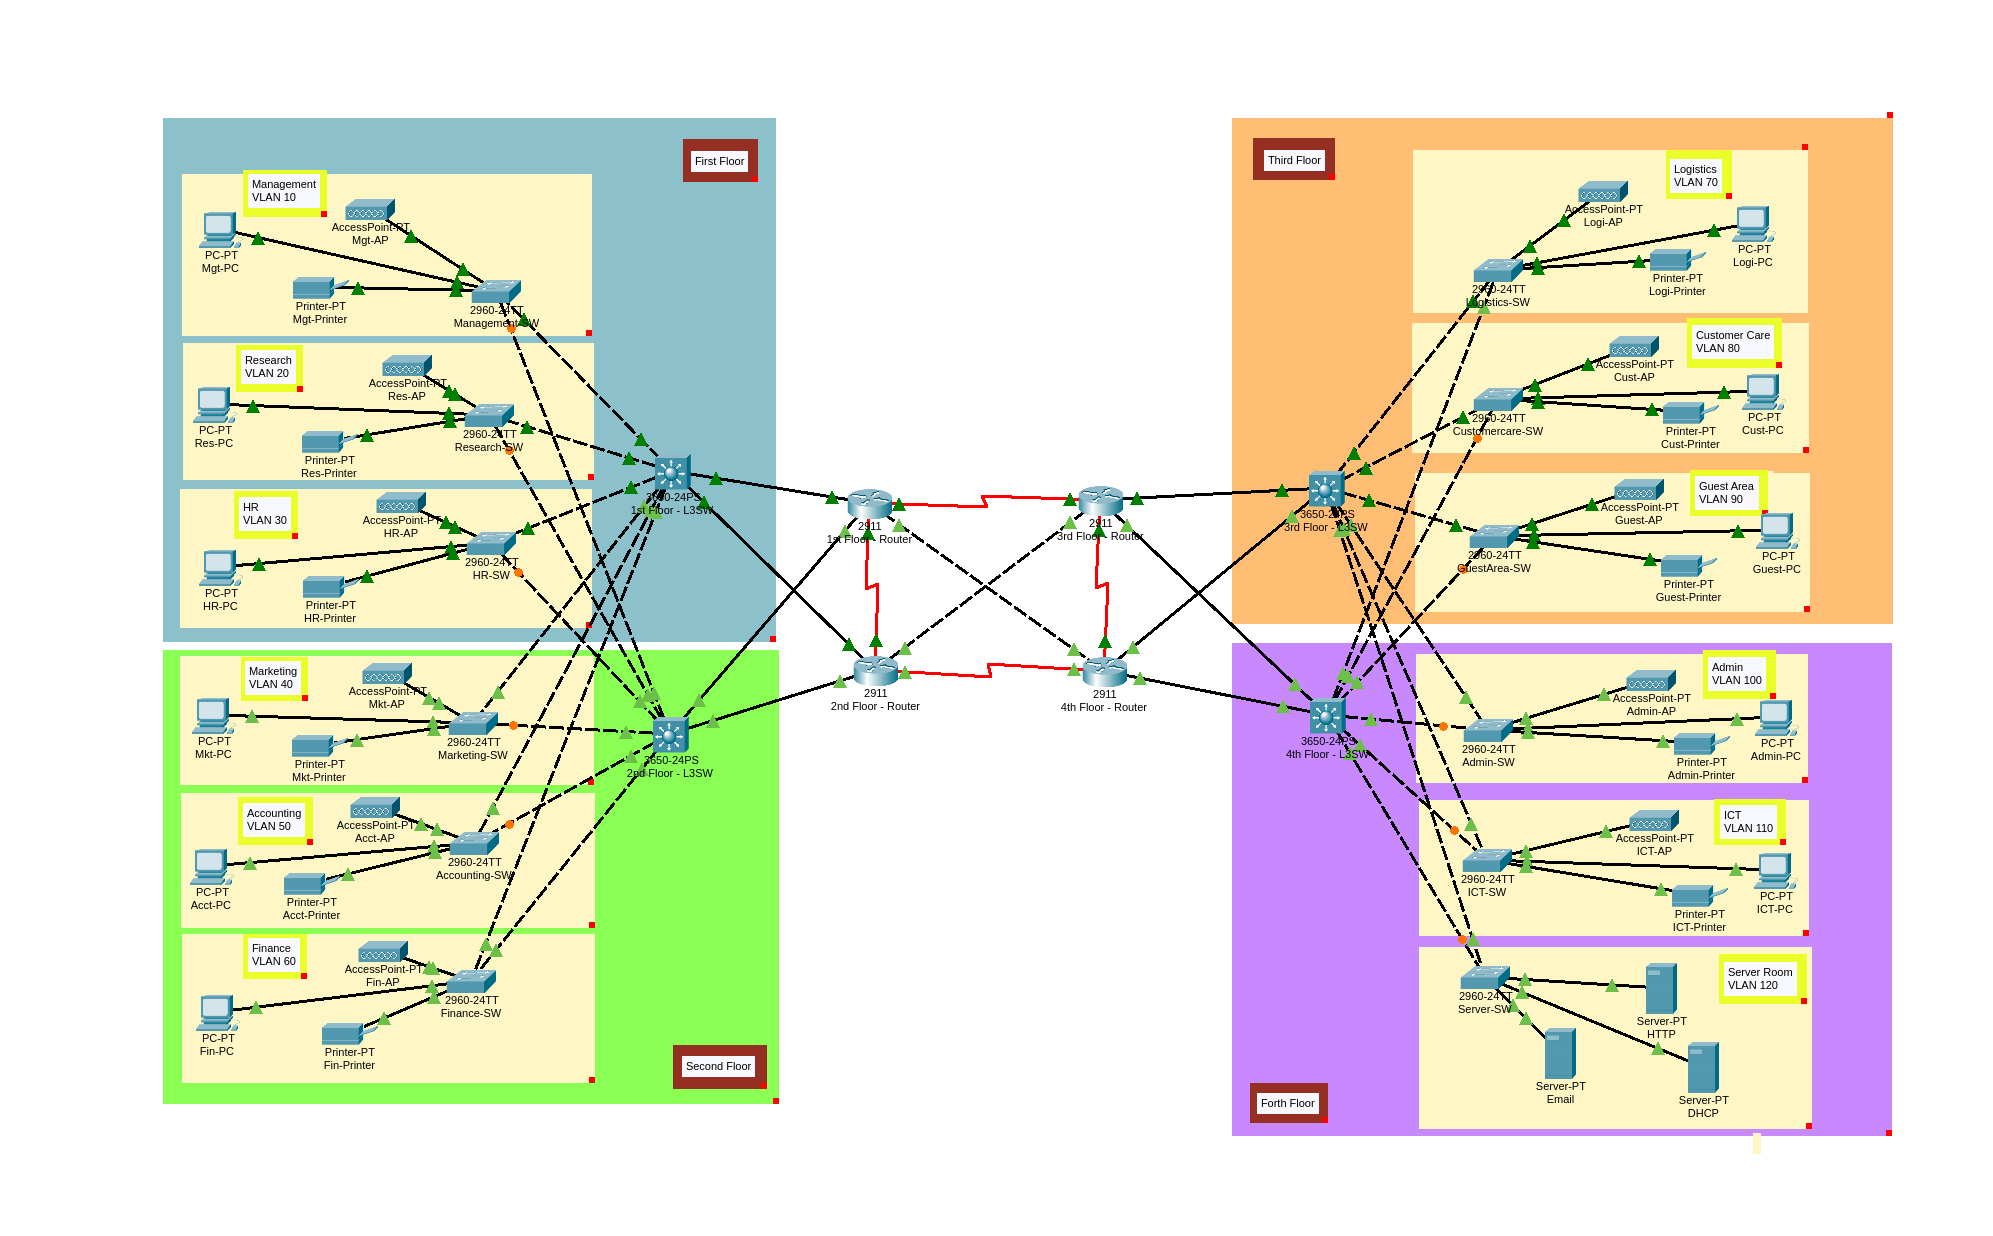 First Floor
Management
VLAN 10
AccessPoint-PT
Mgt-AP
PC-PT
Mgt-PC
Printer-PT
Mgt-Printer
2960-24TT
Management-SW
Research
VLAN 20
AccessPoint-PT
Res-AP
PC-PT
Res-PC
Printer-PT
Res-Printer
2960-24TT
Research-SW
HR
VLAN 30
AccessPoint-PT
HR-AP
PC-PT
HR-PC
Printer-PT
HR-Printer
2960-24TT
HR-SW
3650-24PS
1st Floor - L3SW
Marketing
VLAN 40
AccessPoint-PT
Mkt-AP
PC-PT
Mkt-PC
Printer-PT
Mkt-Printer
2960-24TT
Marketing-SW
Accounting
VLAN 50
AccessPoint-PT
Acct-AP
PC-PT
Acct-PC
Printer-PT
Acct-Printer
2960-24TT
Accounting-SW
Finance
VLAN 60
AccessPoint-PT
Fin-AP
PC-PT
Fin-PC
Printer-PT
Fin-Printer
2960-24TT
Finance-SW
3650-24PS
2nd Floor - L3SW
Second Floor
2911
1st Floor - Router
2911
3rd Floor - Router
2911
2nd Floor - Router
2911
4th Floor - Router
Third Floor
Logistics
VLAN 70
AccessPoint-PT
Logi-AP
PC-PT
Logi-PC
Printer-PT
Logi-Printer
2960-24TT
Logistics-SW
Customer Care
VLAN 80
AccessPoint-PT
Cust-AP
PC-PT
Cust-PC
Printer-PT
Cust-Printer
2960-24TT
Customercare-SW
Guest Area
VLAN 90
AccessPoint-PT
Guest-AP
PC-PT
Guest-PC
Printer-PT
Guest-Printer
2960-24TT
GuestArea-SW
3650-24PS
3rd Floor - L3SW
Admin
VLAN 100
AccessPoint-PT
Admin-AP
PC-PT
Admin-PC
Printer-PT
Admin-Printer
2960-24TT
Admin-SW
3650-24PS
4th Floor - L3SW
ICT
VLAN 110
AccessPoint-PT
ICT-AP
PC-PT
ICT-PC
Printer-PT
ICT-Printer
2960-24TT
ICT-SW
Server Room
VLAN 120
2960-24TT
Server-SW
Server-PT
HTTP
Server-PT
Email
Server-PT
DHCP
Forth Floor